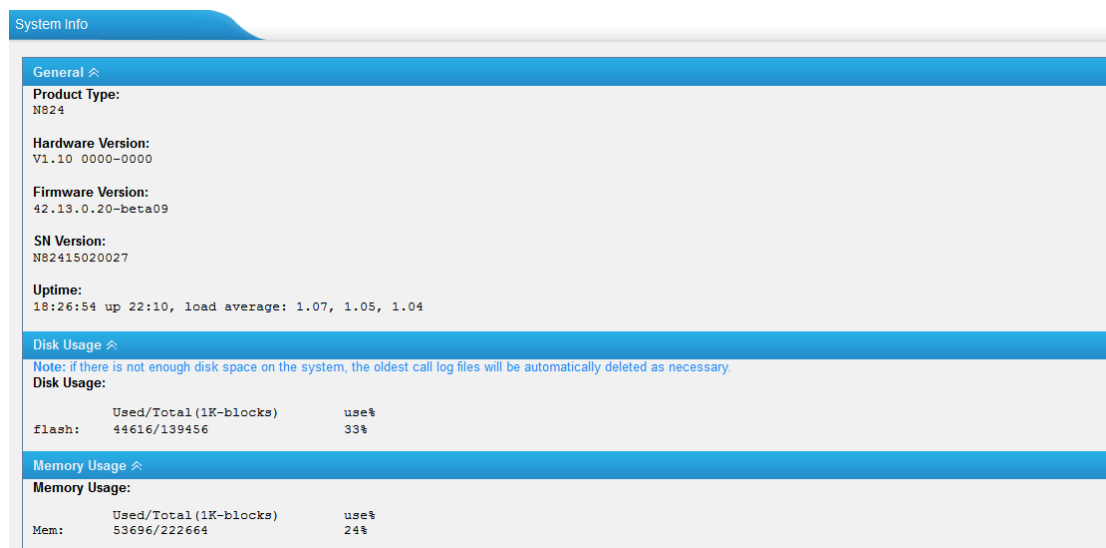 System Info
General
Product Type:
N824
Hardware Version:
V1.10 0000-0000
Firmware Version:
42.13.0.20-beta09
SN Version:
N82415020027
Uptime:
18:26:54 up 22:10, load average: 1.07, 1.05, 1.04
Disk Usage
Note: if there is not enough disk space on the system, the oldest call log files will be automatically deleted as necessary.
Disk Usage:
Used/Total(1K-blocks) use%
flash: 44616/139456 33%
Memory Usage
Memory Usage:
Used/Total(1K-blocks) use%
Mem: 53696/222664 24%